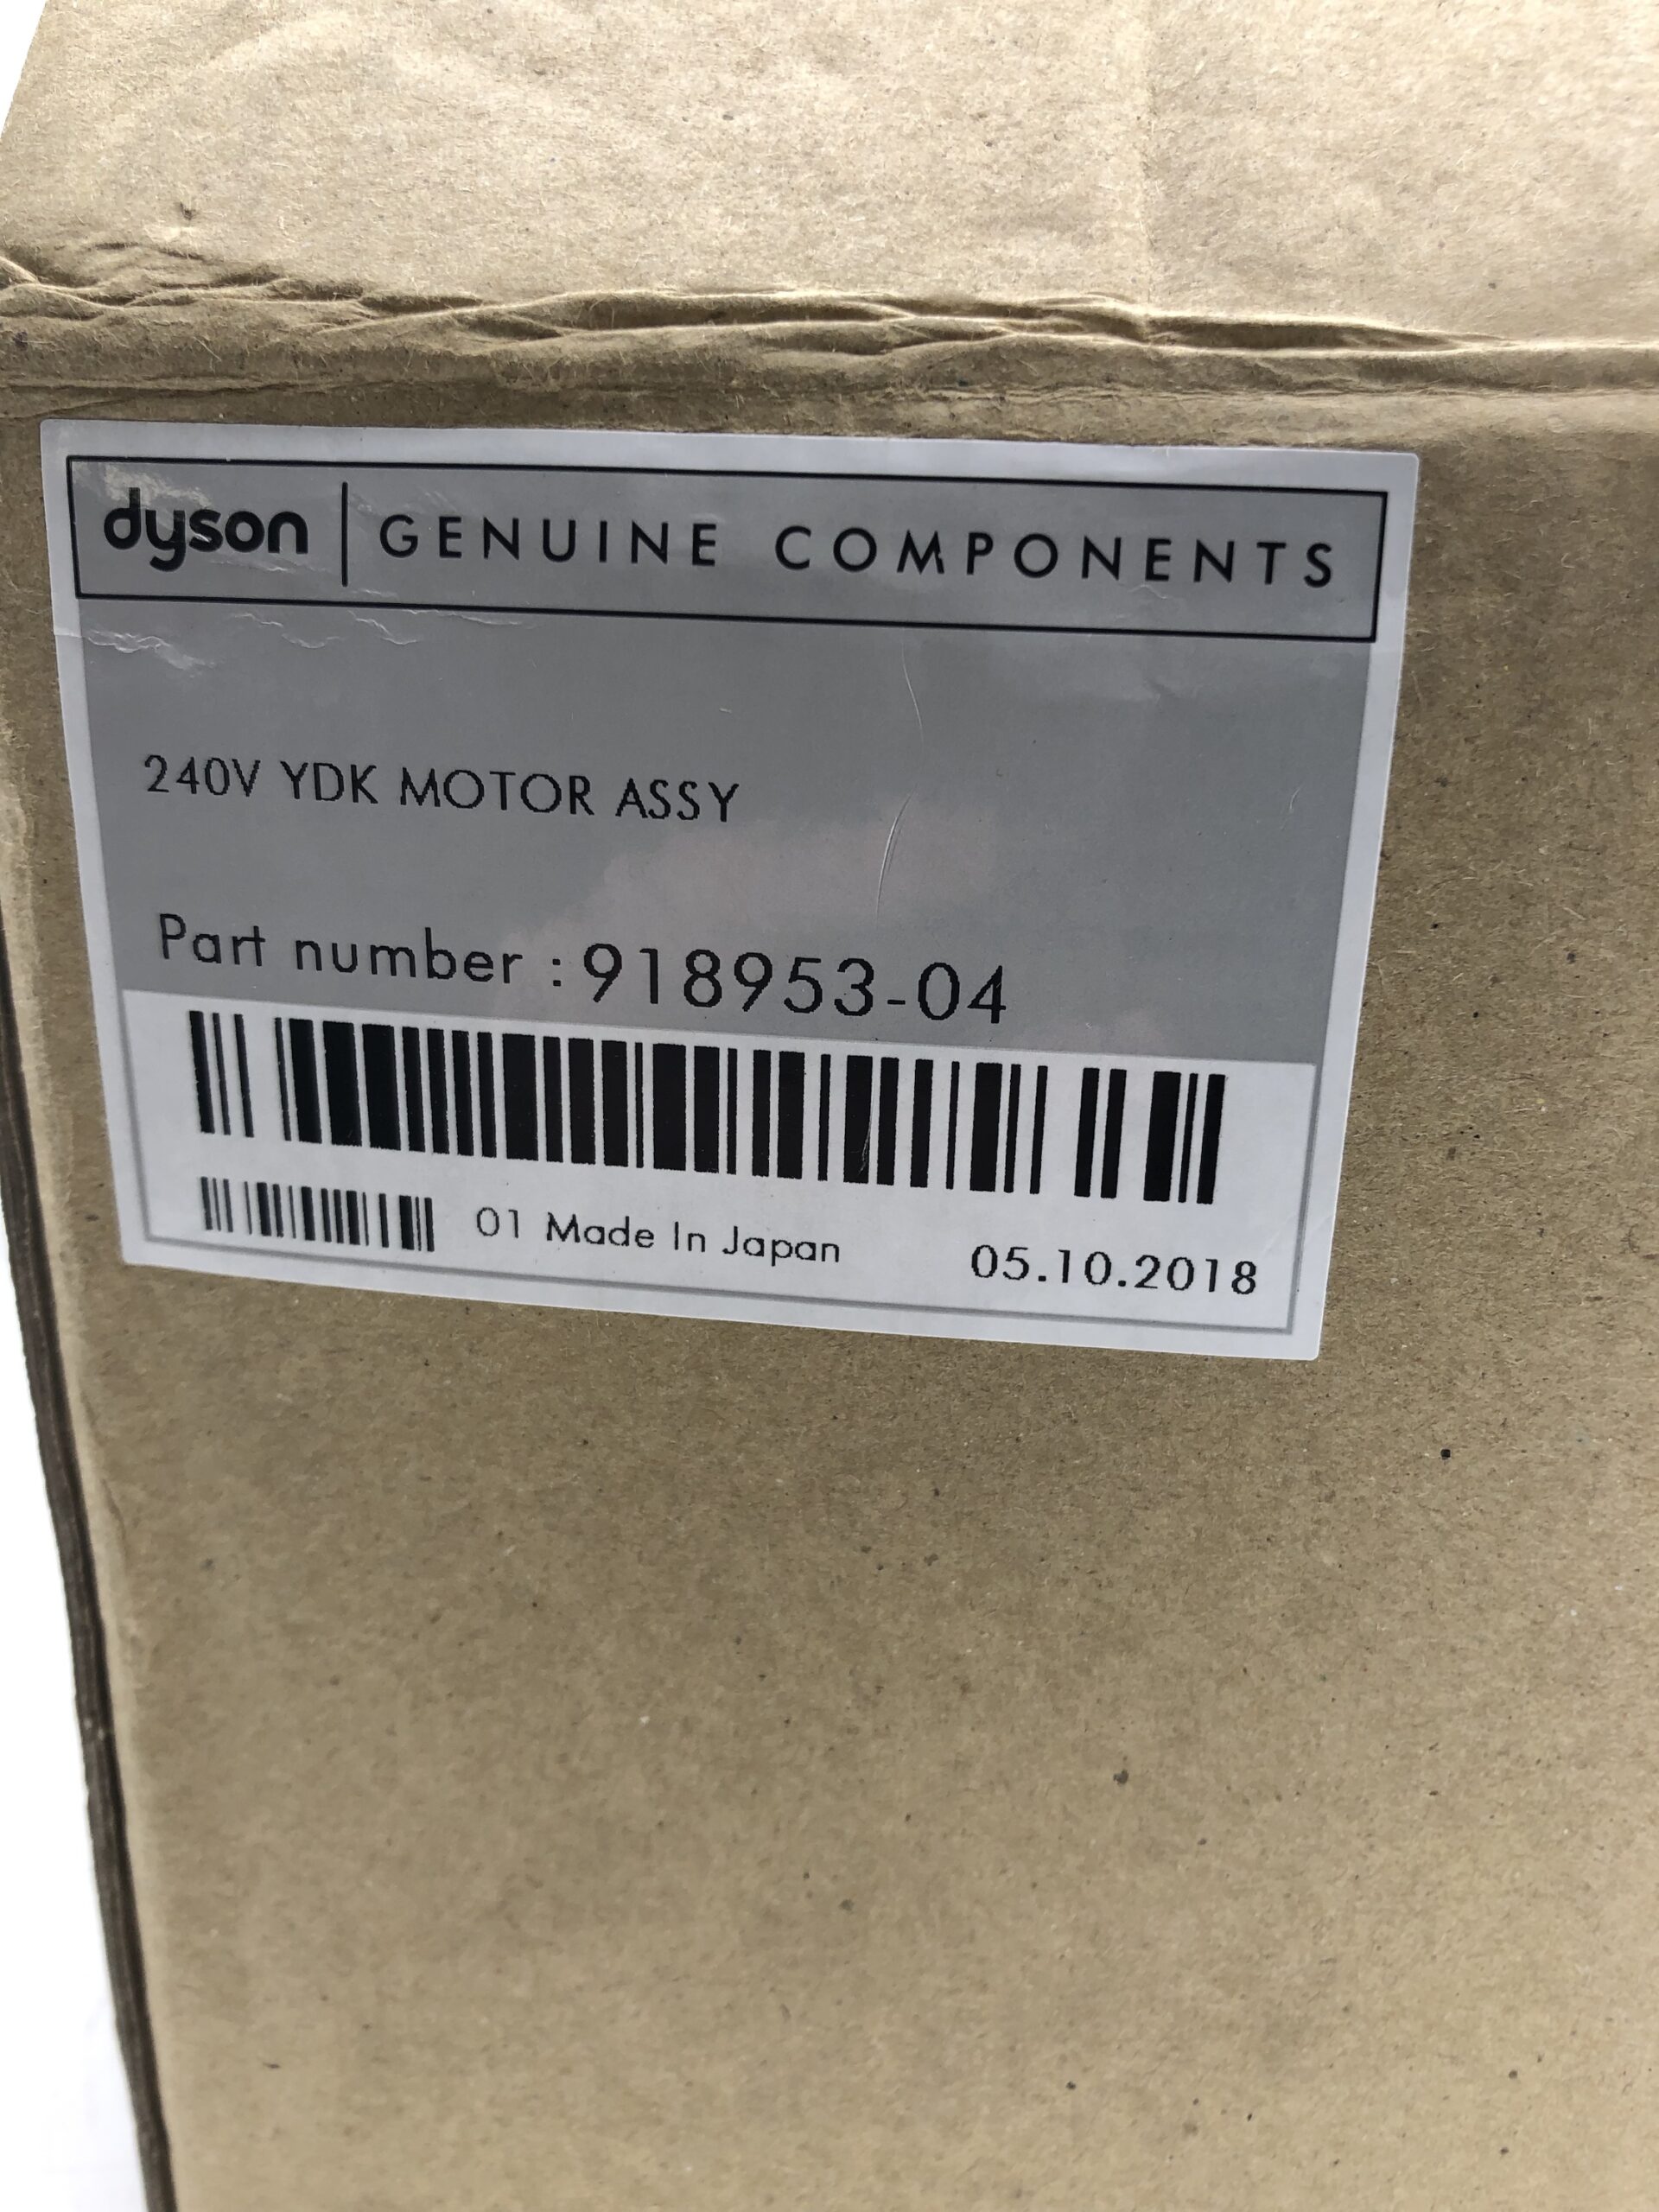 dyson GENUINE COMPONENTS
240V YDK MOTOR ASSY
Part number : 918953-04
01 Made In Japan 05.10.2018